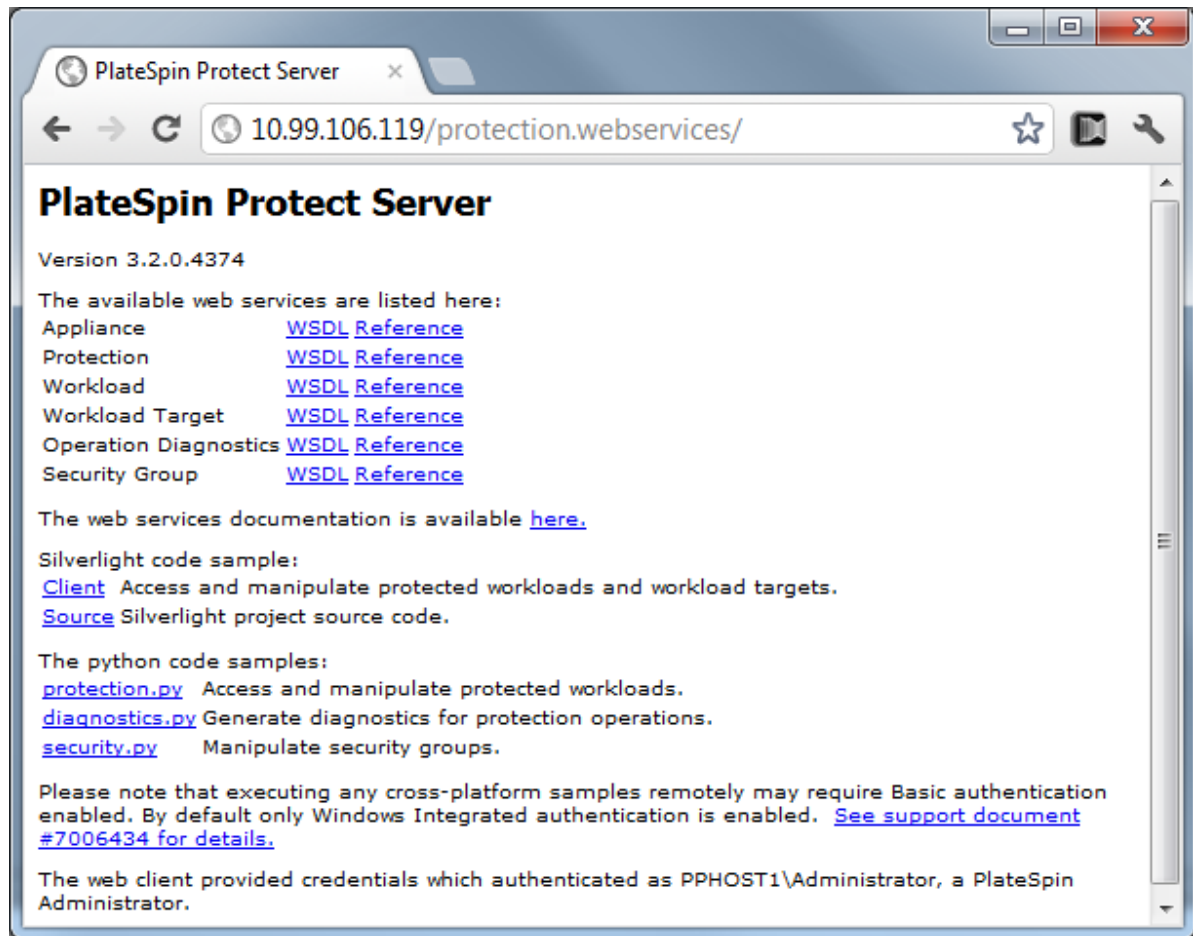 PlateSpin Protect Server
10.99.106.119/protection.webservices/
PlateSpin Protect Server
Version 3.2.0.4374
The available web services are listed here:
Appliance WSDL Reference
Protection WSDL Reference
Workload WSDL Reference
Workload Target WSDL Reference
Operation Diagnostics WSDL Reference
Security Group WSDL Reference
The web services documentation is available here.
Silverlight code sample:
Client Access and manipulate protected workloads and workload targets.
Source Silverlight project source code.
The python code samples:
protection.py Access and manipulate protected workloads.
diagnostics.py Generate diagnostics for protection operations.
security.py Manipulate security groups.
Please note that executing any cross-platform samples remotely may require Basic authentication
enabled. By default only Windows Integrated authentication is enabled. See support document
#7006434 for details.
The web client provided credentials which authenticated as PPHOST1\Administrator, a PlateSpin
Administrator.